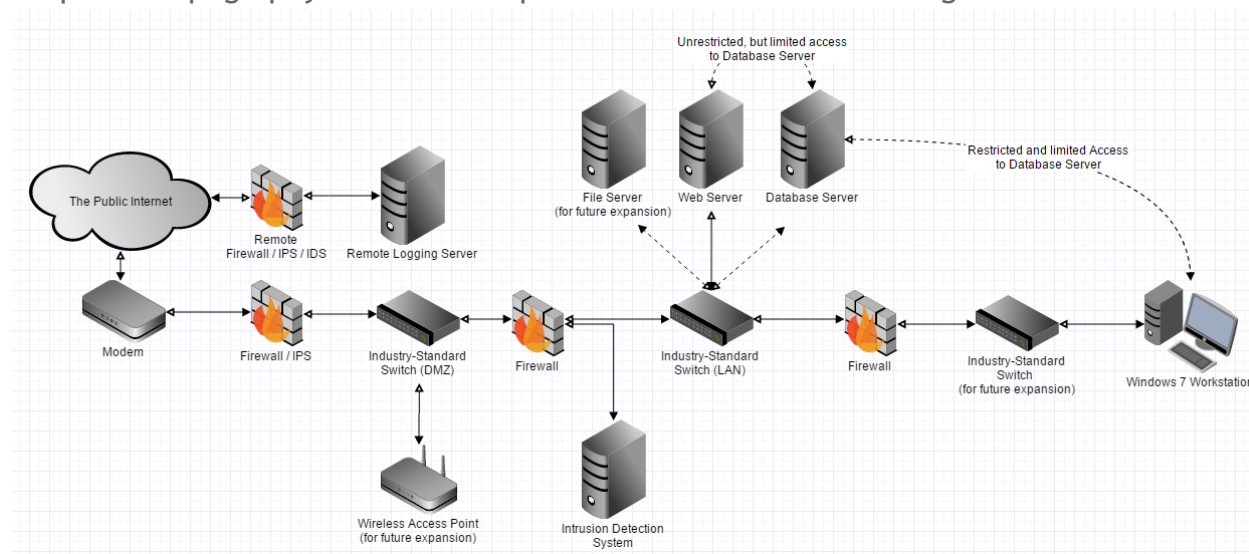 Unrestricted, but limited access
to Database Server
Restricted and limited Access
to Database Server
File Server
(for future expansion)
Web Server
Database Server
The Public Internet
Remote
Firewall / IPS / IDS
Remote Logging Server
Modem
Firewall / IPS
Industry-Standard
Switch (DMZ)
Firewall
Industry-Standard
Switch (LAN)
Firewall
Industry-Standard
Switch
(for future expansion)
Windows 7 Workstation
Wireless Access Point
(for future expansion)
Intrusion Detection
System